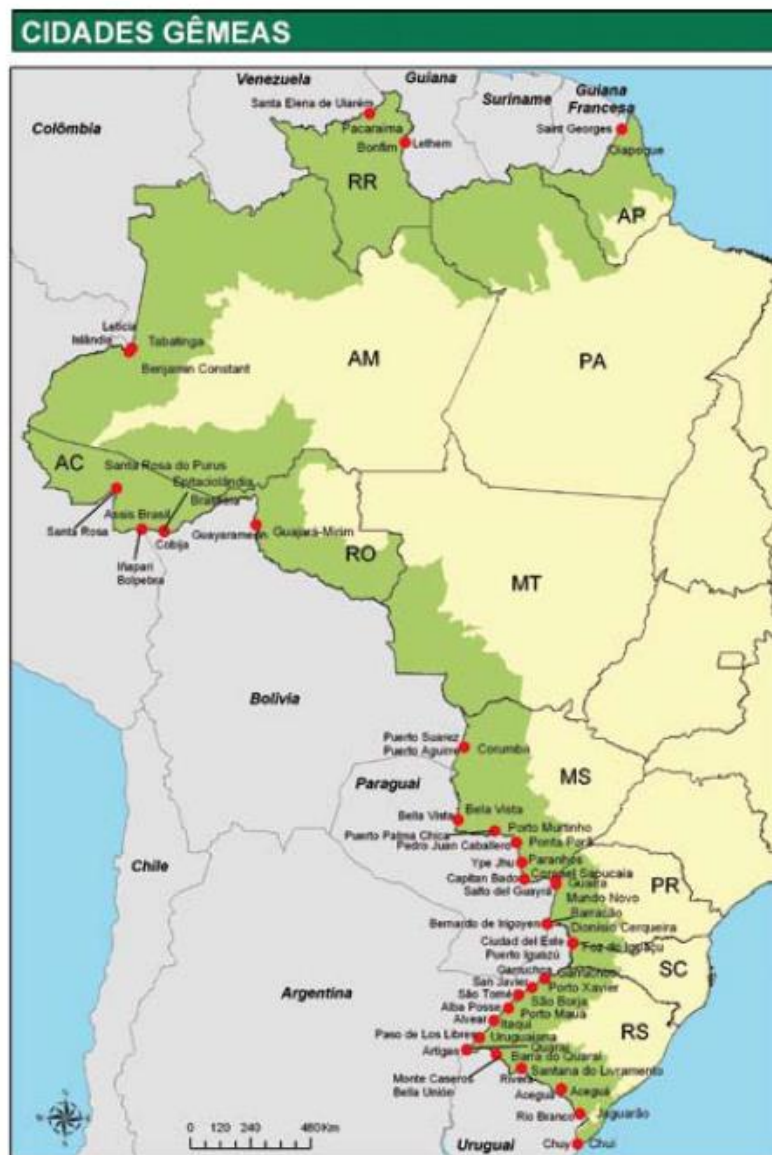 CIDADES GÊMEAS
Venezuela
Guiana
Suriname
Guiana
Francesa
Colômbia
Santa Elena de Uiarém
Pacaraima
Bonfim
Lethem
Saint Georges
Oiapoque
RR
AP
Letícia
Islândia
Tabatinga
Benjamin Constant
AM
PA
AC
Santa Rosa do Purus
Epitaciolândia
Assis Brasil
Brasiléia
Santa Rosa
Cobija
Guayaramerín
Guajará-Mirim
Iñapari
Bolpebra
RO
MT
Bolívia
Puerto Suarez
Puerto Aguirre
Corumbá
Paraguai
MS
Bella Vista
Bela Vista
Puerto Palma Chica
Porto Murtinho
Pedro Juan Caballero
Ponta Porã
Ype Jhu
Paranhos
Capitan Bado
Coronel Sapucaia
Salto del Guayrá
Guaíra
Mundo Novo
PR
Chile
Barracão
Bernardo de Irigoyen
Dionísio Cerqueira
Ciudad del Este
Foz do Iguaçu
Puerto Iguazú
SC
Garruchos
Garruchos
San Javier
Porto Xavier
São Tomé
São Borja
Alba Posse
Porto Mauá
Argentina
Alvear
Itaqui
RS
Paso de Los Libres
Uruguaiana
Artigas
Quaraí
Barra do Quaraí
Monte Caseros
Bella Unión
Rivera
Santana do Livramento
Aceguá
Aceguá
Rio Branco
Jaguarão
Uruguai
Chuy
Chuí
0 120 240 480 Km